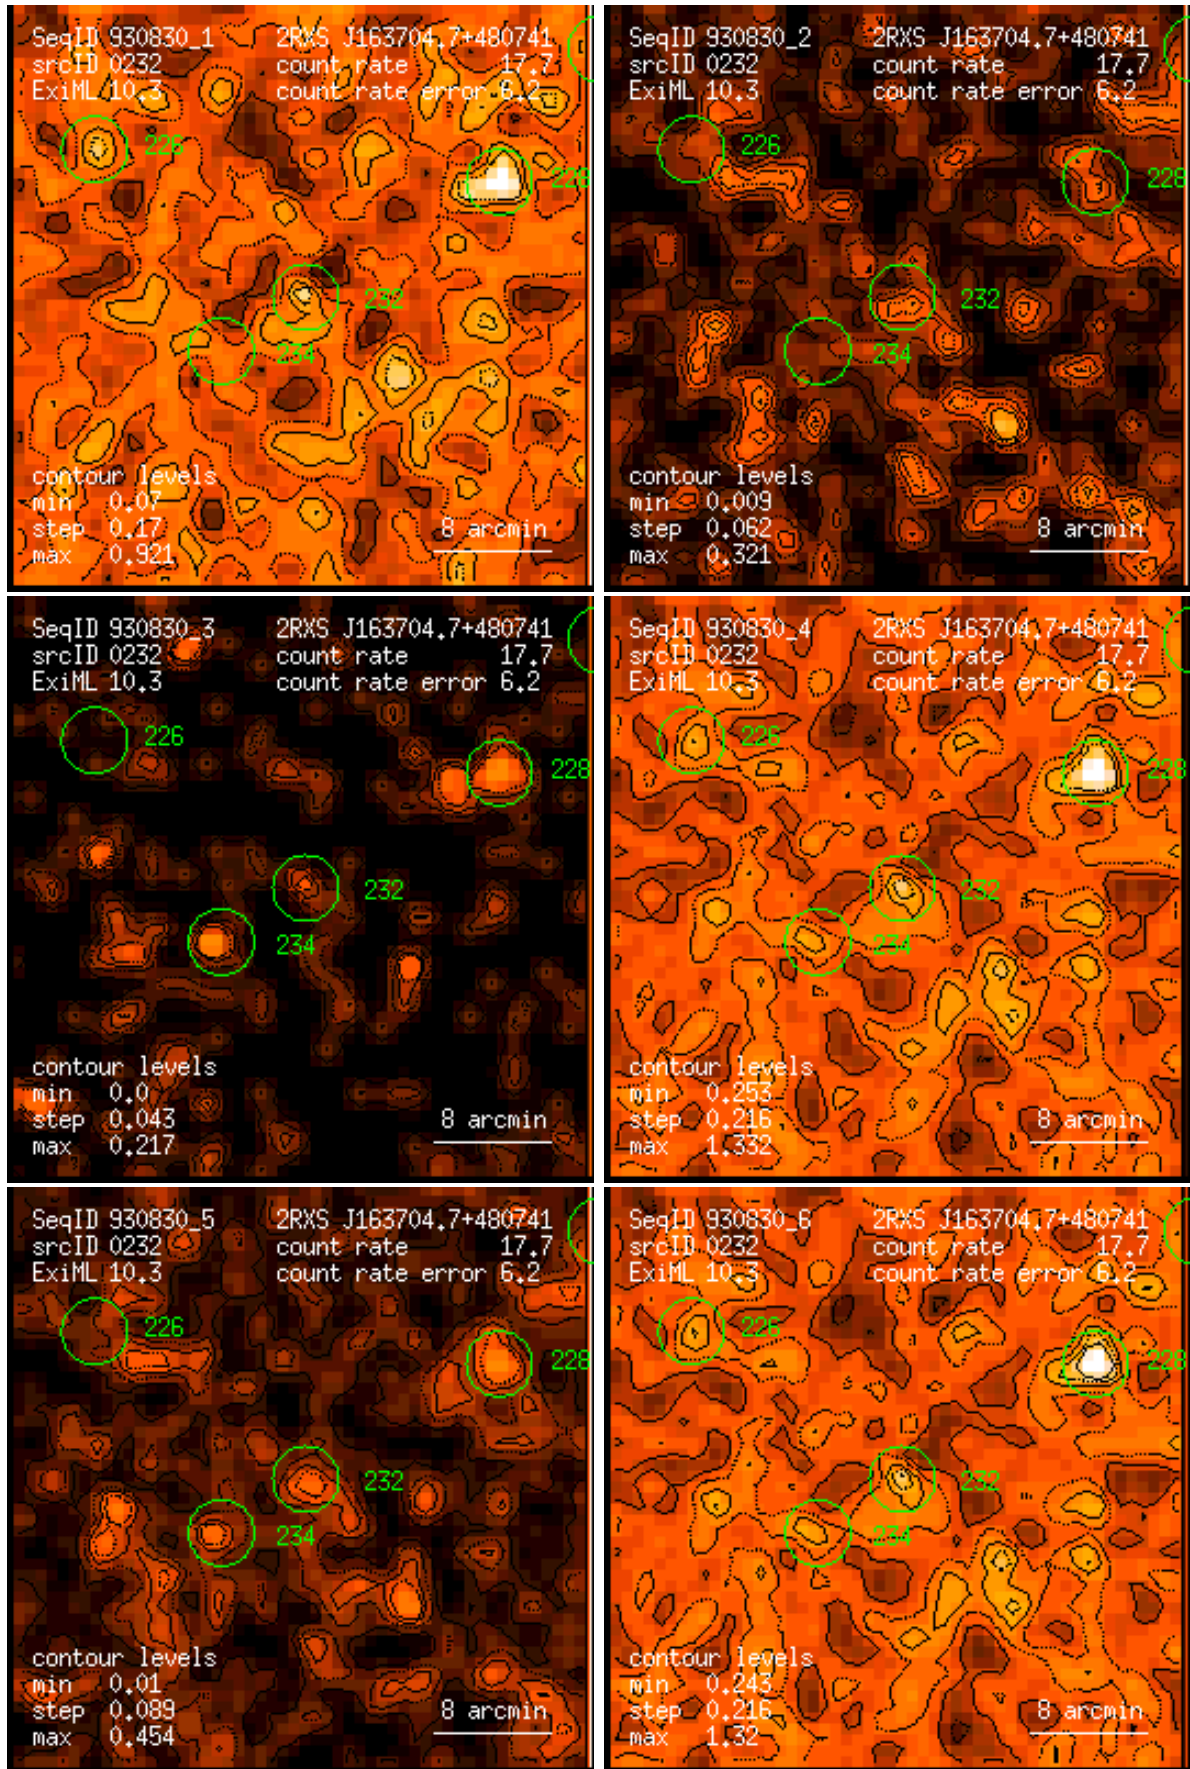 SeqID 930830_1 2RXS J163704.7+480741
srcID 0232 count rate 17.7
ExiML 10.3 count rate error 6.2
226
228
232
234
contour levels
min 0.07
step 0.17 8 arcmin
max 0.921
SeqID 930830_2 2RXS J163704.7+480741
srcID 0232 count rate 17.7
ExiML 10.3 count rate error 6.2
226
228
232
234
contour levels
min 0.009
step 0.062 8 arcmin
max 0.321
SeqID 930830_3 2RXS J163704.7+480741
srcID 0232 count rate 17.7
ExiML 10.3 count rate error 6.2
226
228
232
234
contour levels
min 0.0
step 0.043 8 arcmin
max 0.217
SeqID 930830_4 2RXS J163704.7+480741
srcID 0232 count rate 17.7
ExiML 10.3 count rate error 6.2
226
228
232
234
contour levels
min 0.253
step 0.216 8 arcmin
max 1.332
SeqID 930830_5 2RXS J163704.7+480741
srcID 0232 count rate 17.7
ExiML 10.3 count rate error 6.2
226
228
232
234
contour levels
min 0.01
step 0.089 8 arcmin
max 0.454
SeqID 930830_6 2RXS J163704.7+480741
srcID 0232 count rate 17.7
ExiML 10.3 count rate error 6.2
226
228
232
234
contour levels
min 0.243
step 0.216 8 arcmin
max 1.32